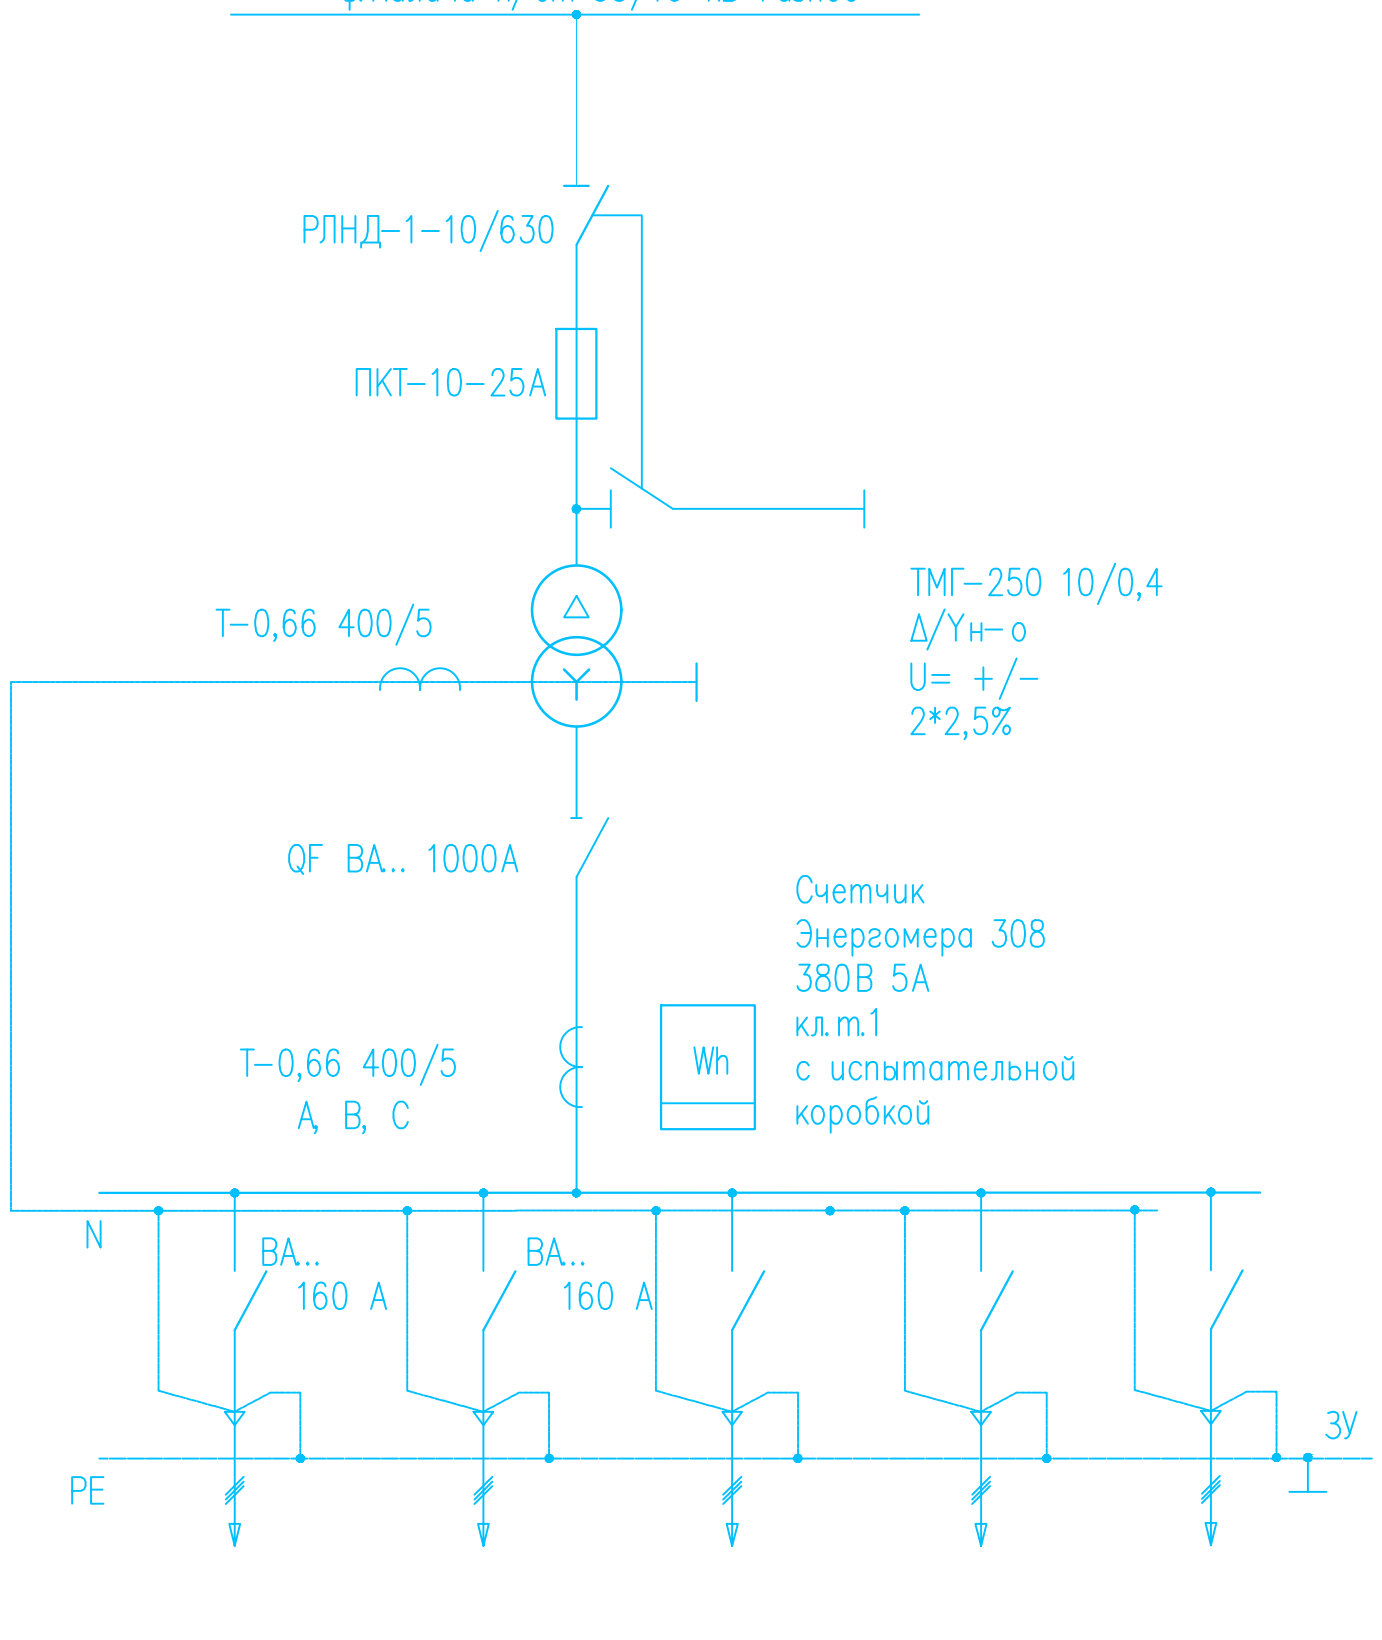 РЛНД-1-10/630
ПКТ-10-25А
ТМГ-250 10/0,4
Δ/Yн-о
U= +/-
2*2,5%
Т-0,66 400/5
Δ
Y
QF ВА... 1000А
Счетчик
Энергомера 308
380В 5А
кл.т.1
с испытательной
коробкой
Wh
Т-0,66 400/5
А, В, С
N
ВА...
160 А
ВА...
160 А
ЗУ
PE